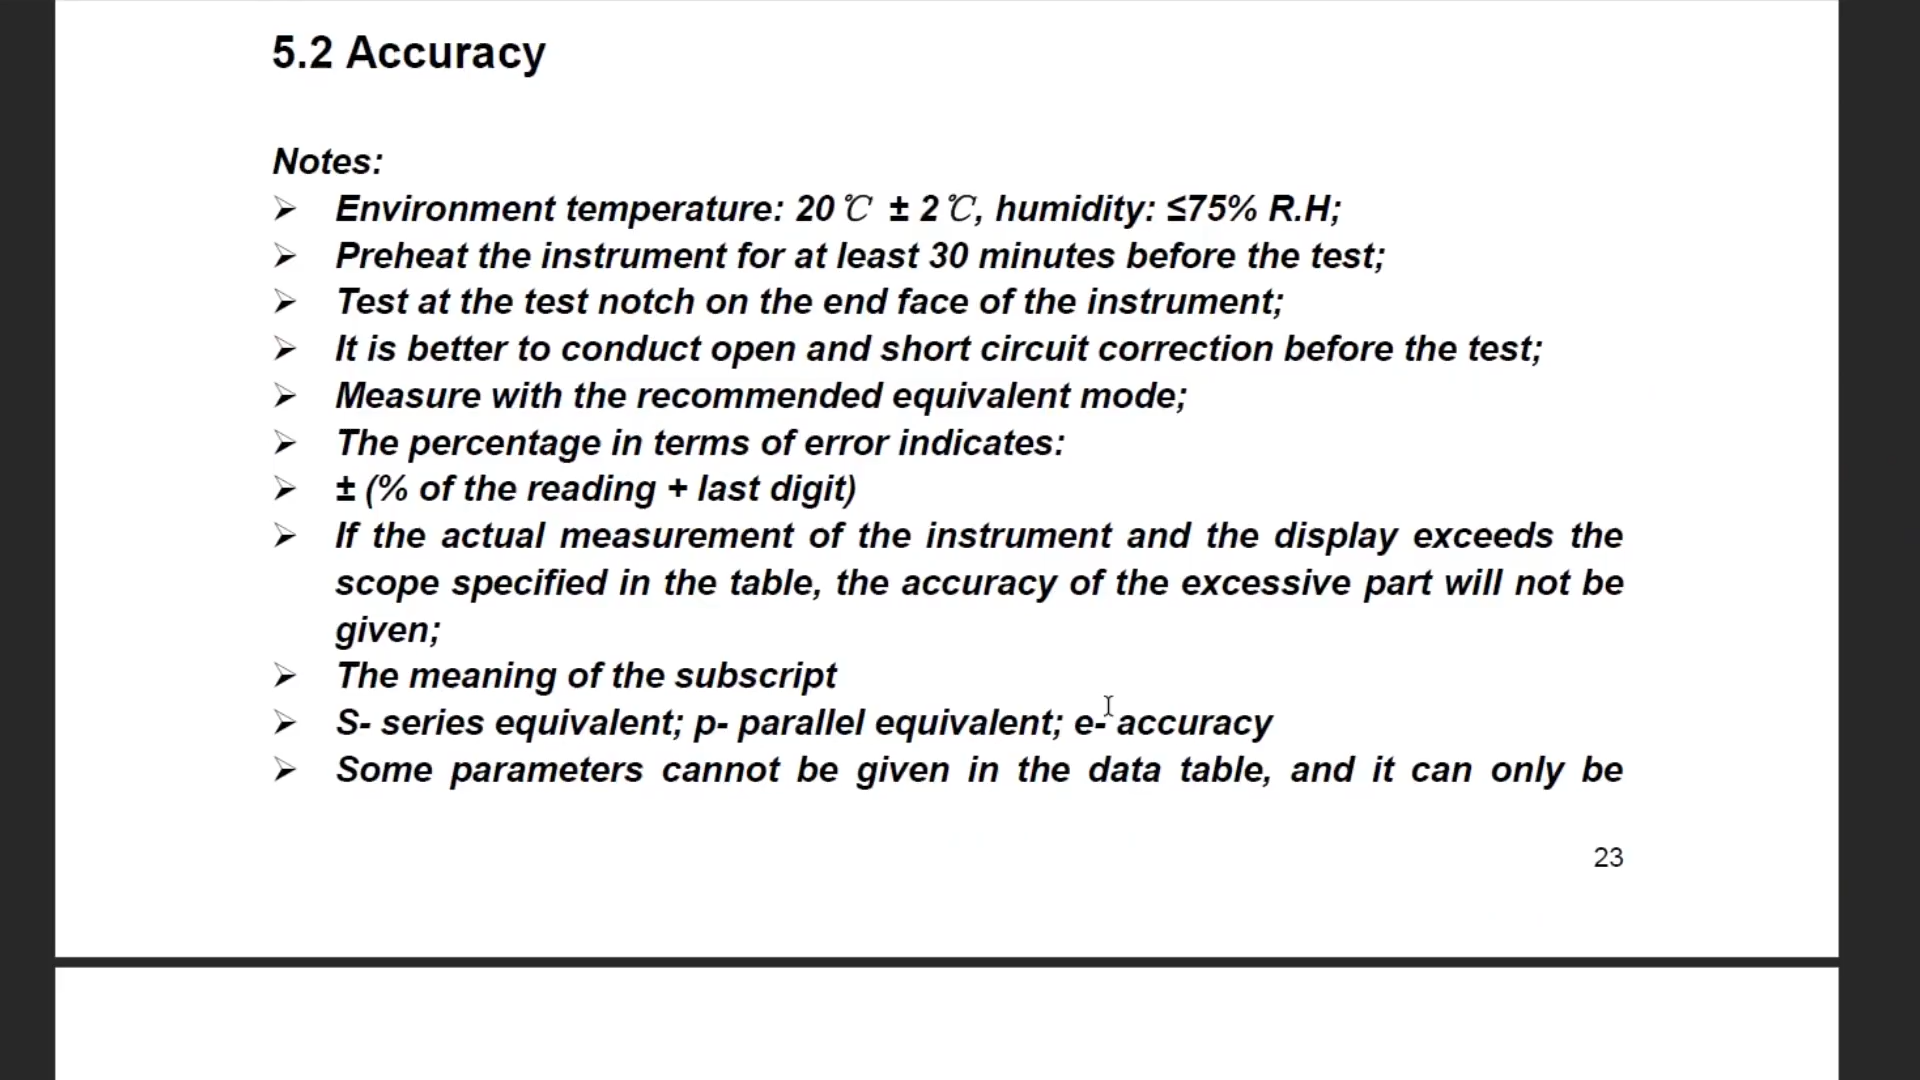 5.2 Accuracy
Notes:
➢ Environment temperature: 20℃ ± 2℃, humidity: ≤75% R.H;
➢ Preheat the instrument for at least 30 minutes before the test;
➢ Test at the test notch on the end face of the instrument;
➢ It is better to conduct open and short circuit correction before the test;
➢ Measure with the recommended equivalent mode;
➢ The percentage in terms of error indicates:
➢ ± (% of the reading + last digit)
➢ If the actual measurement of the instrument and the display exceeds the
scope specified in the table, the accuracy of the excessive part will not be
given;
➢ The meaning of the subscript
➢ S- series equivalent; p- parallel equivalent; e- accuracy
➢ Some parameters cannot be given in the data table, and it can only be
23